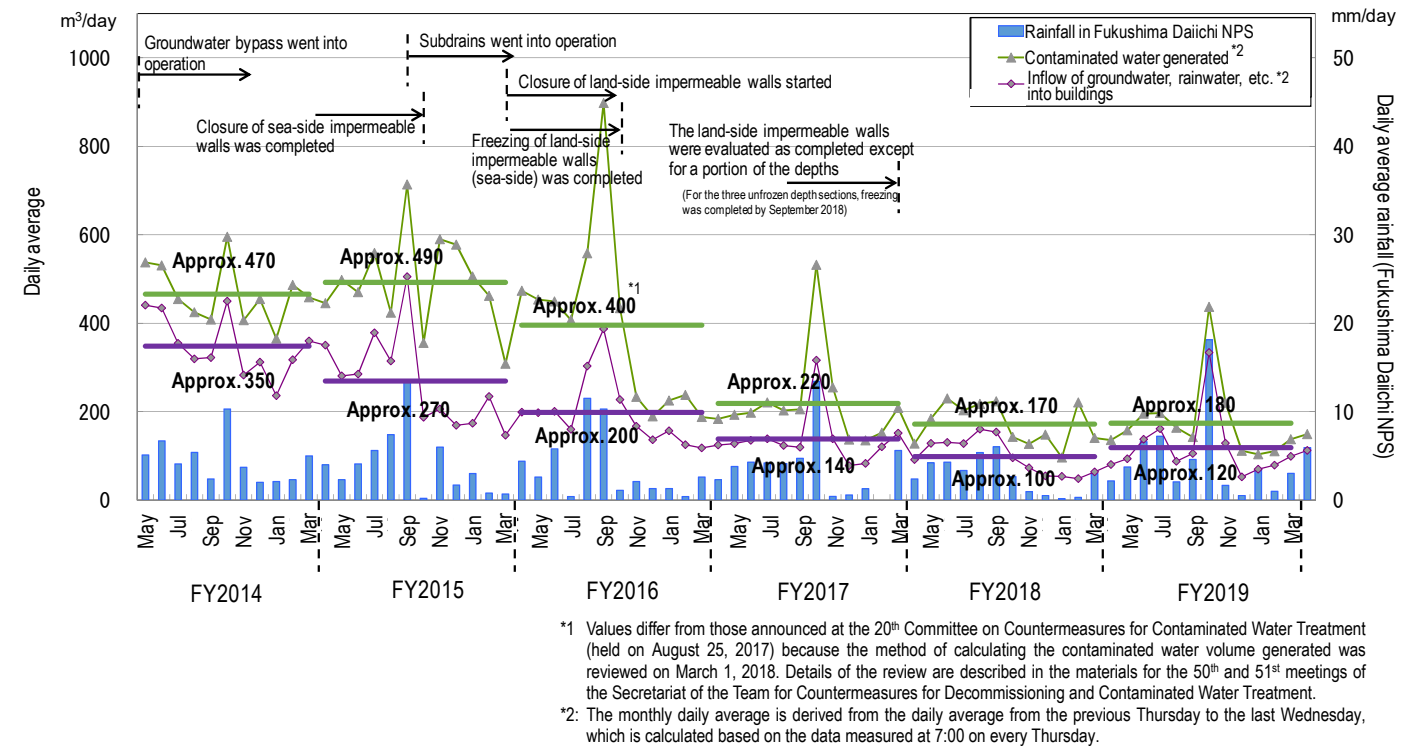 m³/day
mm/day
1000
800
600
400
200
0
Daily average
50
40
30
20
10
0
Daily average rainfall (Fukushima Daiichi NPS)
Rainfall in Fukushima Daiichi NPS
Contaminated water generated *2
Inflow of groundwater, rainwater, etc. *2
into buildings
Groundwater bypass went into
operation
Subdrains went into operation
Closure of land-side impermeable walls started
Closure of sea-side impermeable
walls was completed
Freezing of land-side
impermeable walls
(sea-side) was completed
The land-side impermeable walls
were evaluated as completed except
for a portion of the depths
(For the three unfrozen depth sections, freezing
was completed by September 2018)
Approx. 470
Approx. 350
Approx. 490
Approx. 270
Approx. 400
*1
Approx. 200
Approx. 220
Approx. 140
Approx. 170
Approx. 100
Approx. 180
Approx. 120
May Jul Sep Nov Jan Mar May Jul Sep Nov Jan Mar May Jul Sep Nov Jan Mar May Jul Sep Nov Jan Mar May Jul Sep Nov Jan Mar May Jul Sep Nov Jan Mar
FY2014 FY2015 FY2016 FY2017 FY2018 FY2019
*1 Values differ from those announced at the 20th Committee on Countermeasures for Contaminated Water Treatment
(held on August 25, 2017) because the method of calculating the contaminated water volume generated was
reviewed on March 1, 2018. Details of the review are described in the materials for the 50th and 51st meetings of
the Secretariat of the Team for Countermeasures for Decommissioning and Contaminated Water Treatment.
*2: The monthly daily average is derived from the daily average from the previous Thursday to the last Wednesday,
which is calculated based on the data measured at 7:00 on every Thursday.